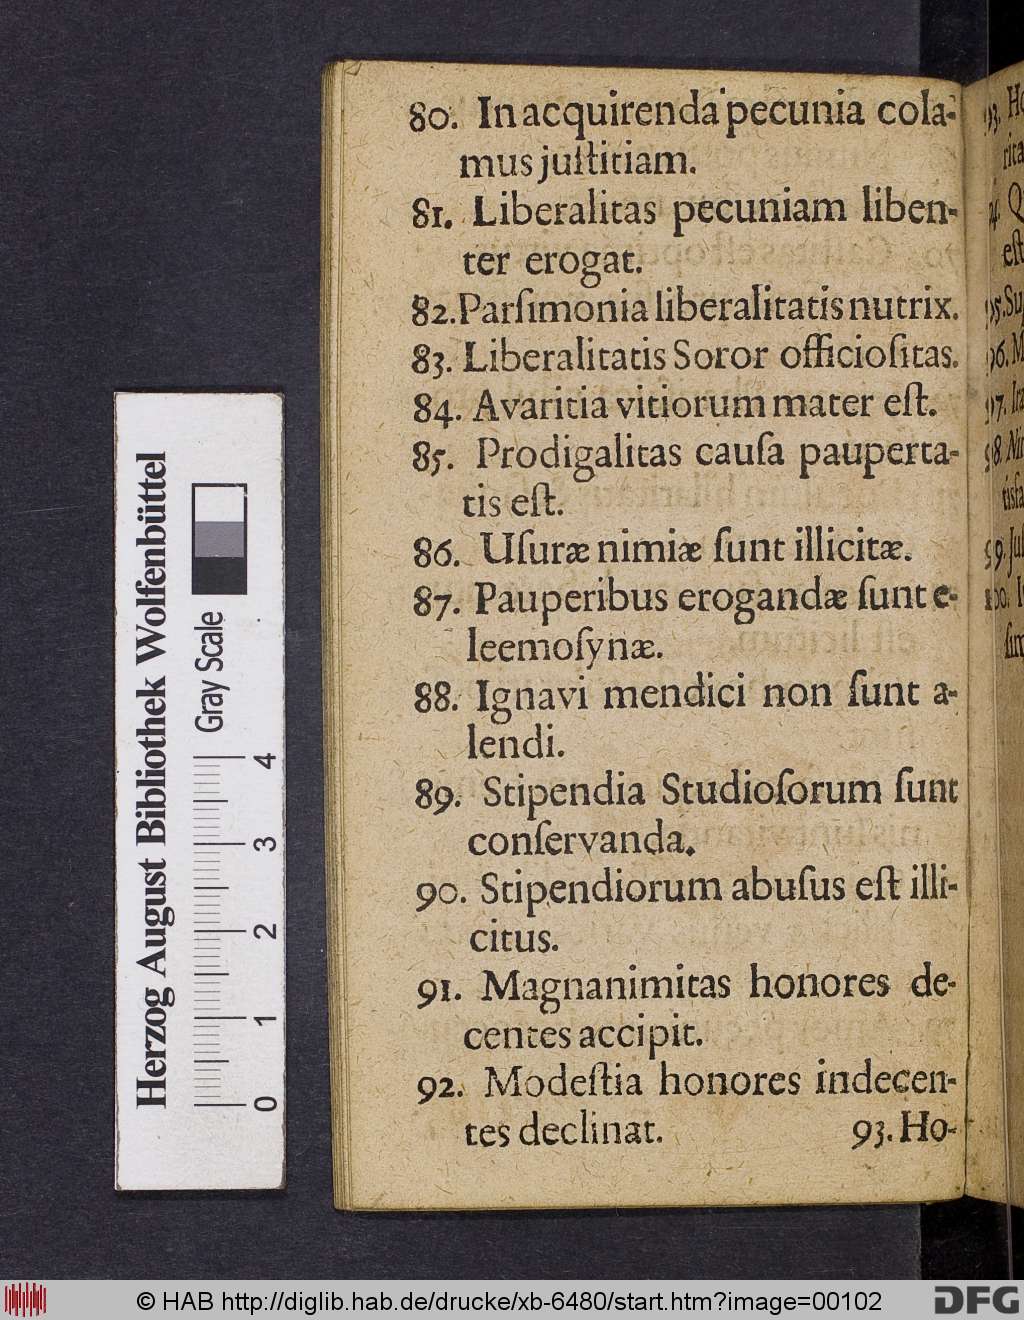 80. In acquirenda pecunia cola-
mus juſtitiam.
81. Liberalitas pecuniam liben-
ter erogat.
82. Parſimonia liberalitatis nutrix.
83. Liberalitatis Soror officioſitas.
84. Avaritia vitiorum mater eſt.
85. Prodigalitas cauſa pauperta-
tis eſt.
86. Uſuræ nimiæ ſunt illicitæ.
87. Pauperibus erogandæ ſunt e-
leemoſynæ.
88. Ignavi mendici non ſunt a-
lendi.
89. Stipendia Studioſorum ſunt
conſervanda.
90. Stipendiorum abuſus eſt illi-
citus.
91. Magnanimitas honores de-
centes accipit.
92. Modeſtia honores indecen-
tes declinat. 93. Ho-
Herzog August Bibliothek Wolfenbüttel
Gray Scale
0 1 2 3 4
© HAB http://diglib.hab.de/drucke/xb-6480/start.htm?image=00102
DFG